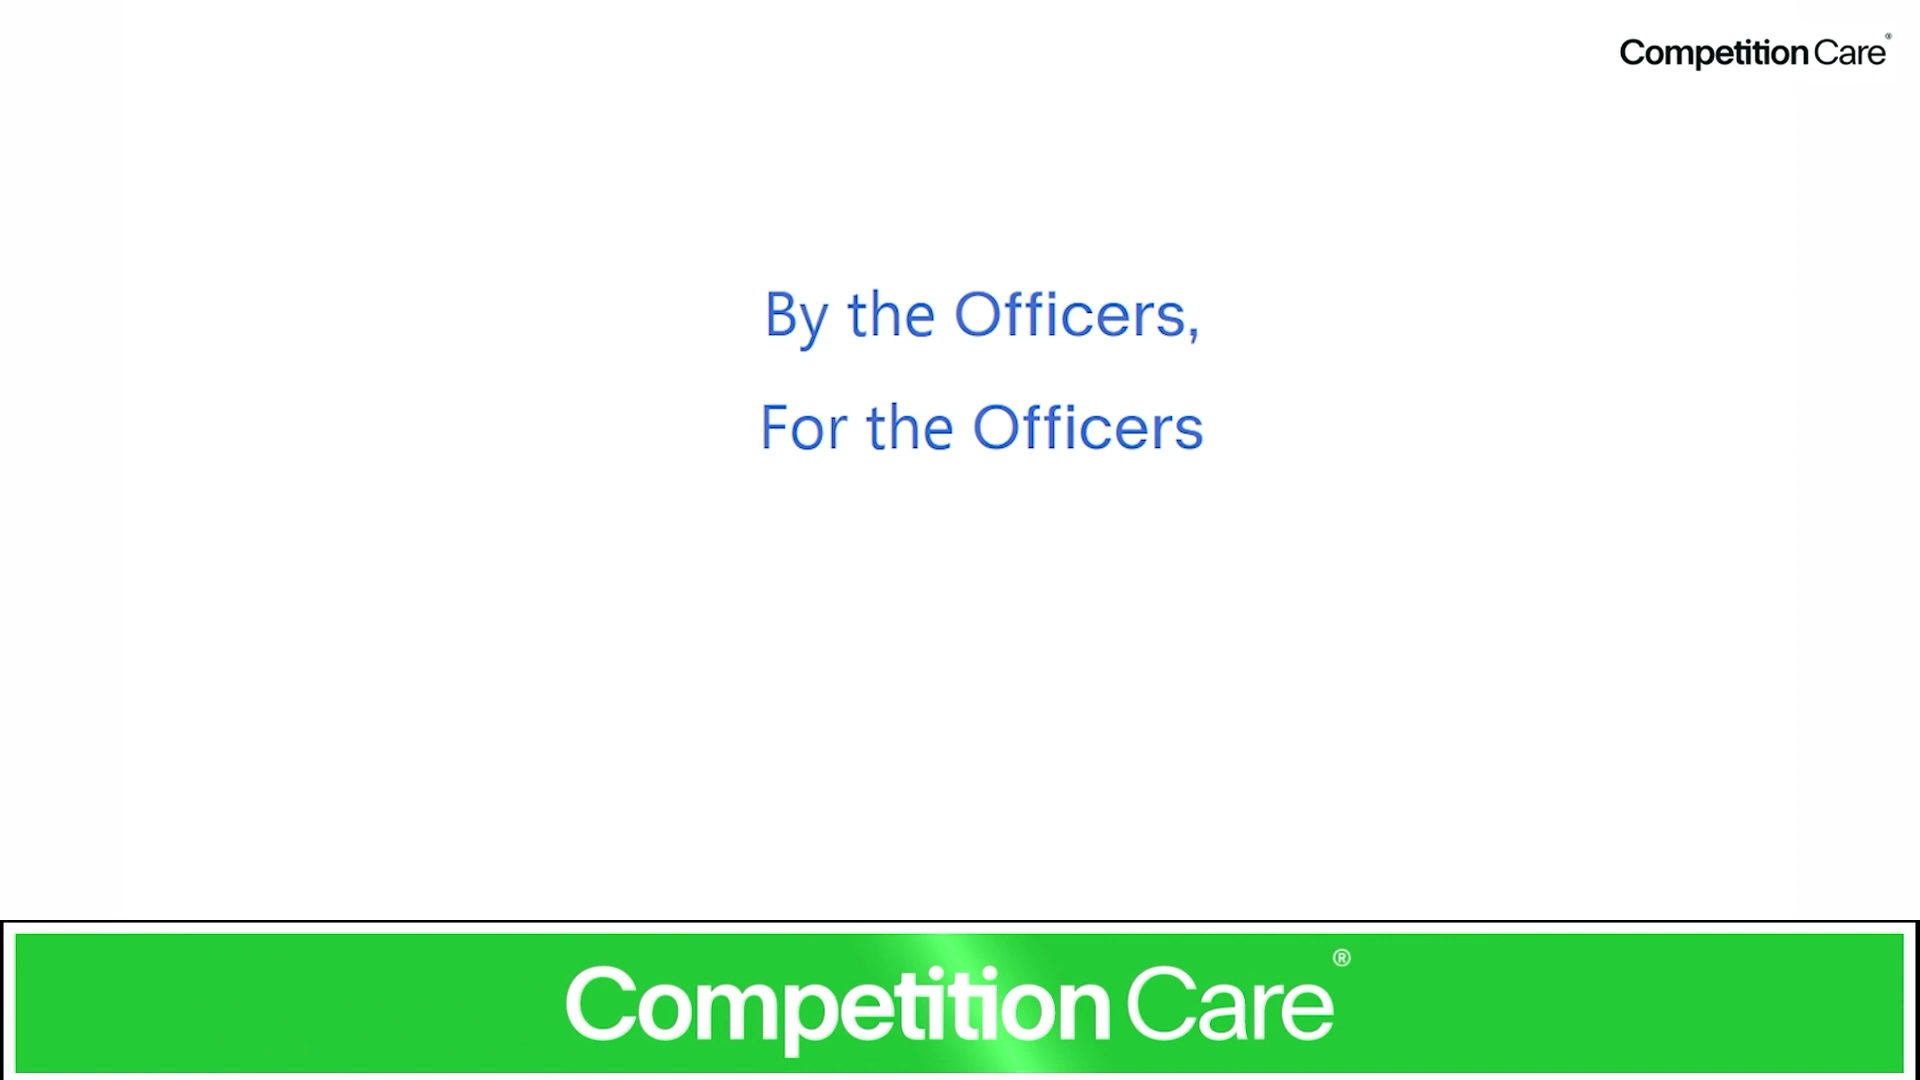 Competition Care®
By the Officers,
For the Officers
Competition Care®